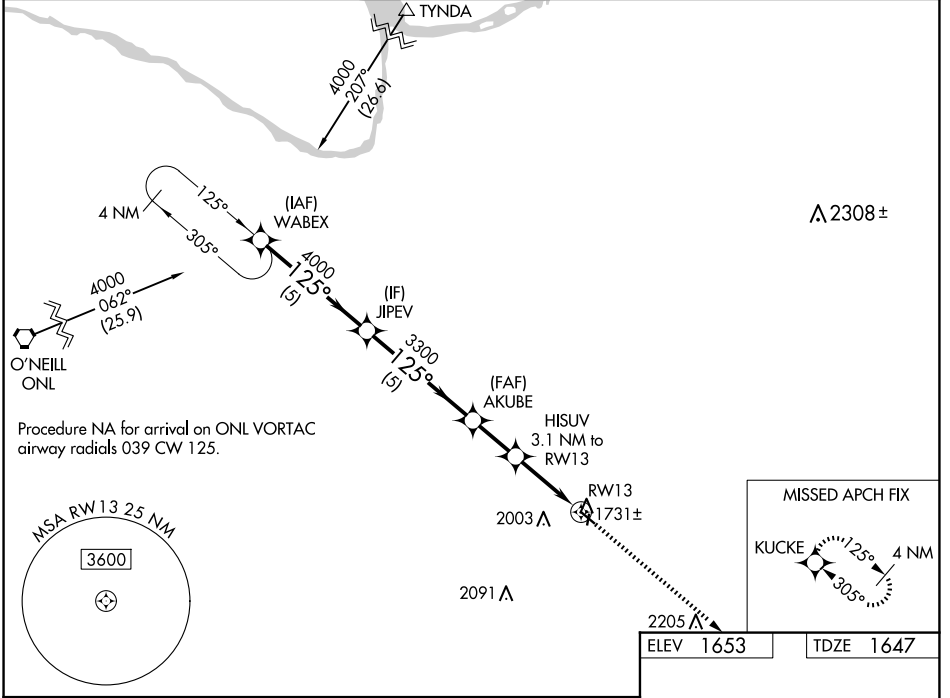 TYNDA
4000
207°
(26.6)
125°
4 NM
305°
(IAF)
WABEX
2308±
4000
125°
(5)
4000
062°
(25.9)
(IF)
JIPEV
O'NEILL
ONL
3300
125°
(5)
(FAF)
AKUBE
HISUV
3.1 NM to
RW13
Procedure NA for arrival on ONL VORTAC
airway radials 039 CW 125.
RW13
1731±
2003
MISSED APCH FIX
KUCKE
125°
4 NM
305°
MSA RW13 25 NM
3600
2091
2205
ELEV 1653
TDZE 1647